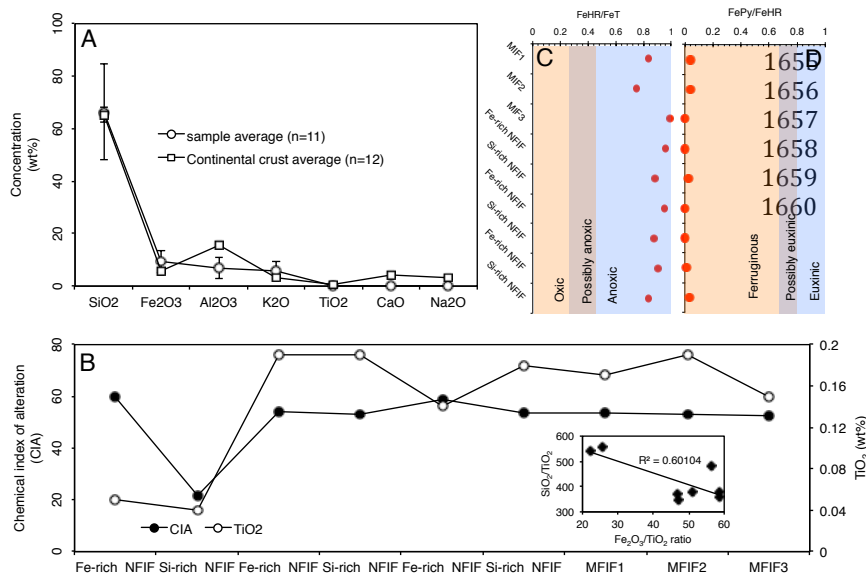 A
Concentration
(wt%)
100
80
60
40
20
0
sample average (n=11)
Continental crust average (n=12)
SiO2 Fe2O3 Al2O3 K2O TiO2 CaO Na2O
FeHR/FeT
0 0.2 0.4 0.6 0.8 1
C
MIF1
MIF2
MIF3
Fe-rich NFIF
Si-rich NFIF
Fe-rich NFIF
Si-rich NFIF
Fe-rich NFIF
Si-rich NFIF
Oxic
Possibly anoxic
Anoxic
FePy/FeHR
0 0.2 0.4 0.6 0.8 1
D
1655
1656
1657
1658
1659
1660
Ferruginous
Possibly euxinic
Euxinic
B
Chemical index of alteration
(CIA)
80
60
40
20
0
CIA TiO2
TiO2 (wt%)
0.2
0.16
0.12
0.08
0.04
0
SiO2/TiO2
600
500
400
300
R² = 0.60104
20 30 40 50 60
Fe2O3/TiO2 ratio
Fe-rich NFIF Si-rich NFIF Fe-rich NFIF Si-rich NFIF Fe-rich NFIF Si-rich NFIF MFIF1 MFIF2 MFIF3